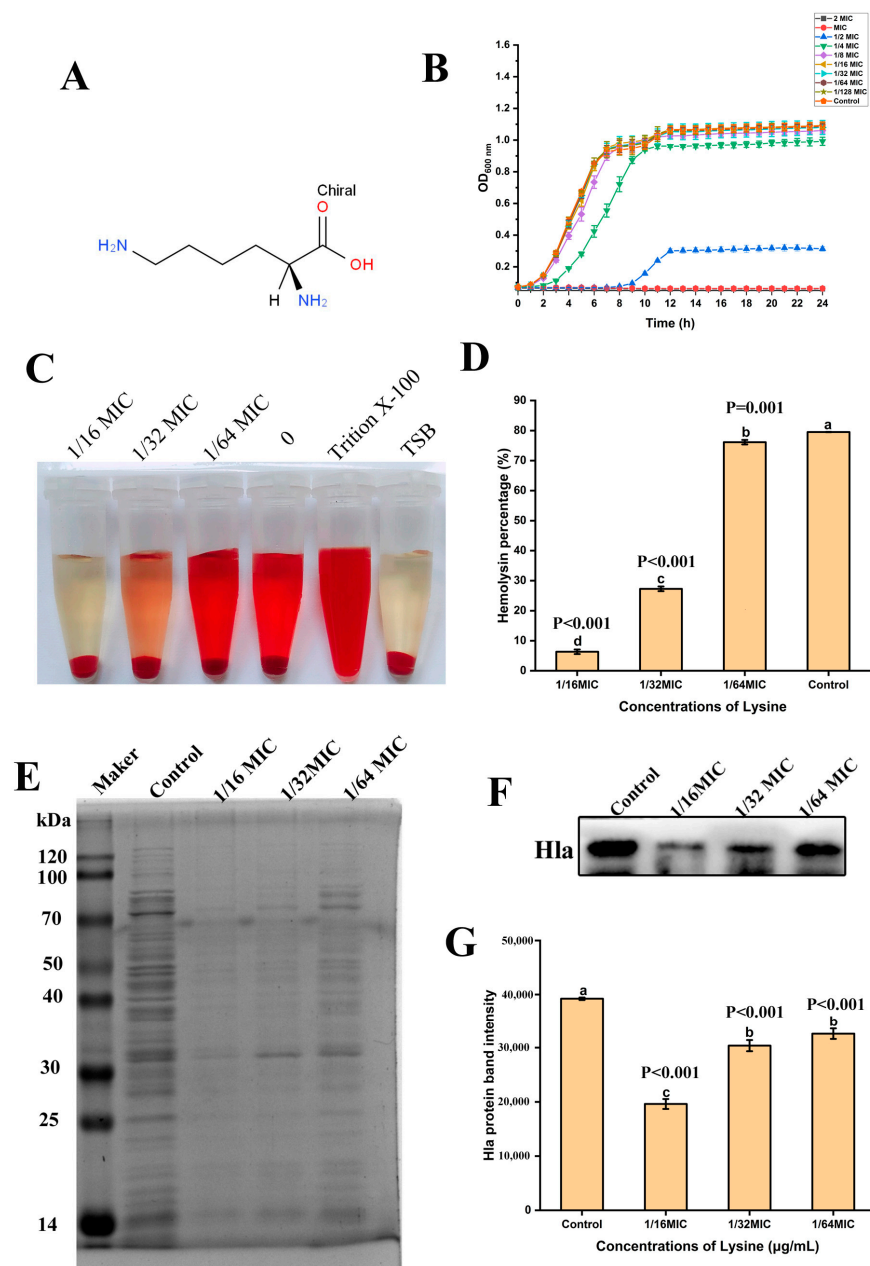 A
Chiral
O
H₂N
OH
H
NH₂
B
2 MIC
MIC
1/2 MIC
1/4 MIC
1/8 MIC
1/16 MIC
1/32 MIC
1/64 MIC
1/128 MIC
Control
1.6
1.4
1.2
1.0
0.8
0.6
0.4
0.2
OD600 nm
0 2 4 6 8 10 12 14 16 18 20 22 24
Time (h)
C
1/16 MIC 1/32 MIC 1/64 MIC 0 Trition X-100 TSB
D
90
80
70
60
50
40
30
20
10
0
Hemolysin percentage (%)
P<0.001
d
P<0.001
c
P=0.001
b
a
1/16MIC 1/32MIC 1/64MIC Control
Concentrations of Lysine
E
Maker Control 1/16 MIC 1/32MIC 1/64 MIC
kDa
120
100
70
50
40
30
25
14
F
Control 1/16MIC 1/32 MIC 1/64 MIC
Hla
G
50,000
40,000
30,000
20,000
10,000
0
Hla protein band intensity
a
P<0.001
c
P<0.001
b
P<0.001
b
Control 1/16MIC 1/32MIC 1/64MIC
Concentrations of Lysine (μg/mL)